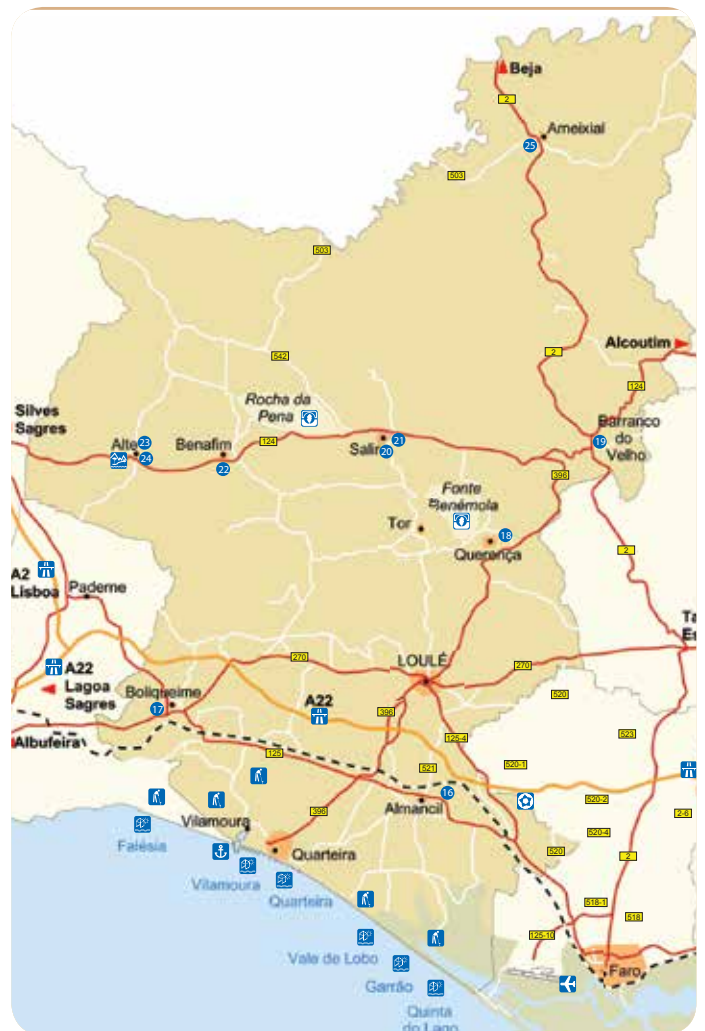 Beja
2
Ameixial
25
503
503
2
Alcoutim
542
124
Rocha da
Pena
Silves
Sagres
Barranco
do
Velho
19
Alte
23
24
Benafim
22
124
21
20
396
Fonte
Benémola
Tor
18
Querença
2
A2
Lisboa
Paderne
270
LOULÉ
270
A22
Lagoa
Sagres
Boliqueime
17
A22
520
396
Albufeira
125
125-4
523
521
520-1
16
Almancil
520-2
2-6
398
Vilamoura
520-4
Falésia
Quarteira
520
2
Vilamoura
Quarteira
518-1
518
125-10
Vale de Lobo
Faro
Garrão
Quinta
do Lago